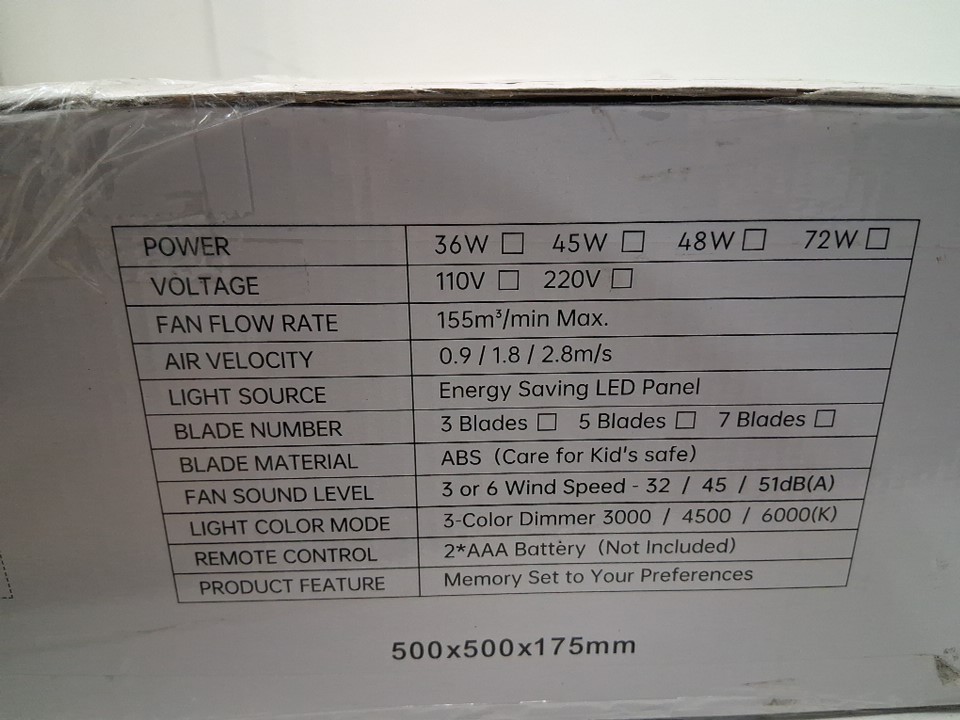 POWER 36W ☐ 45W ☐ 48W ☐ 72W ☐
VOLTAGE 110V ☐ 220V ☐
FAN FLOW RATE 155m³/min Max.
AIR VELOCITY 0.9 / 1.8 / 2.8m/s
LIGHT SOURCE Energy Saving LED Panel
BLADE NUMBER 3 Blades ☐ 5 Blades ☐ 7 Blades ☐
BLADE MATERIAL ABS (Care for Kid's safe)
FAN SOUND LEVEL 3 or 6 Wind Speed - 32 / 45 / 51dB(A)
LIGHT COLOR MODE 3-Color Dimmer 3000 / 4500 / 6000(K)
REMOTE CONTROL 2*AAA Battery (Not Included)
PRODUCT FEATURE Memory Set to Your Preferences
500x500x175mm